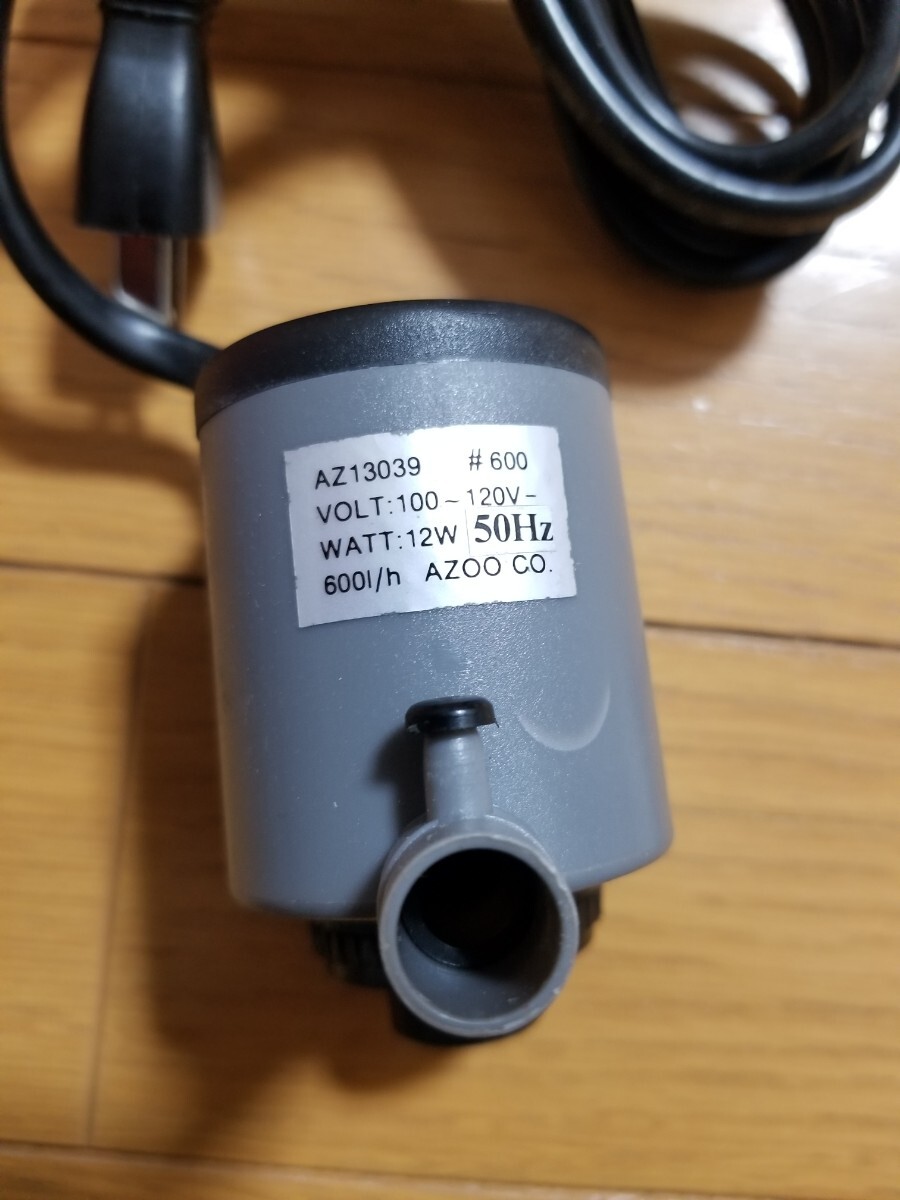 AZ13039 #600
VOLT:100~120V~
WATT:12W 50Hz
600l/h AZOO CO.